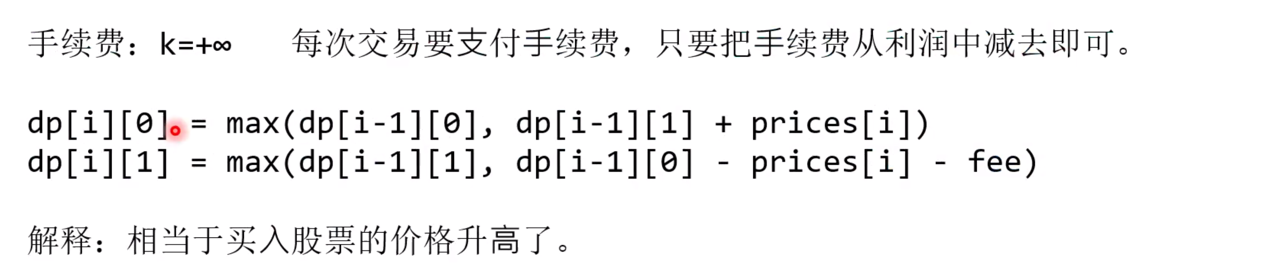 手续费：k=+∞ 每次交易要支付手续费，只要把手续费从利润中减去即可。
dp[i][0] = max(dp[i-1][0], dp[i-1][1] + prices[i])
dp[i][1] = max(dp[i-1][1], dp[i-1][0] - prices[i] - fee)
解释：相当于买入股票的价格升高了。